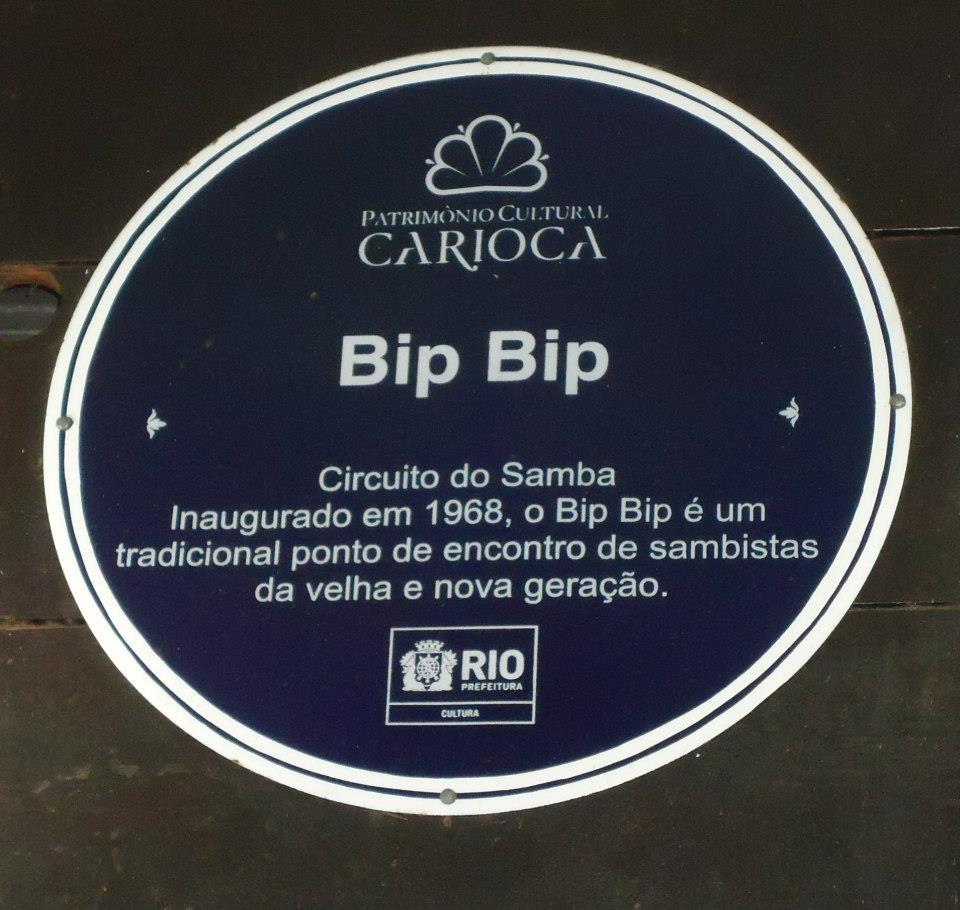 PATRIMÔNIO CULTURAL
CARIOCA
Bip Bip
Circuito do Samba
Inaugurado em 1968, o Bip Bip é um
tradicional ponto de encontro de sambistas
da velha e nova geração.
RIO
PREFEITURA
CULTURA